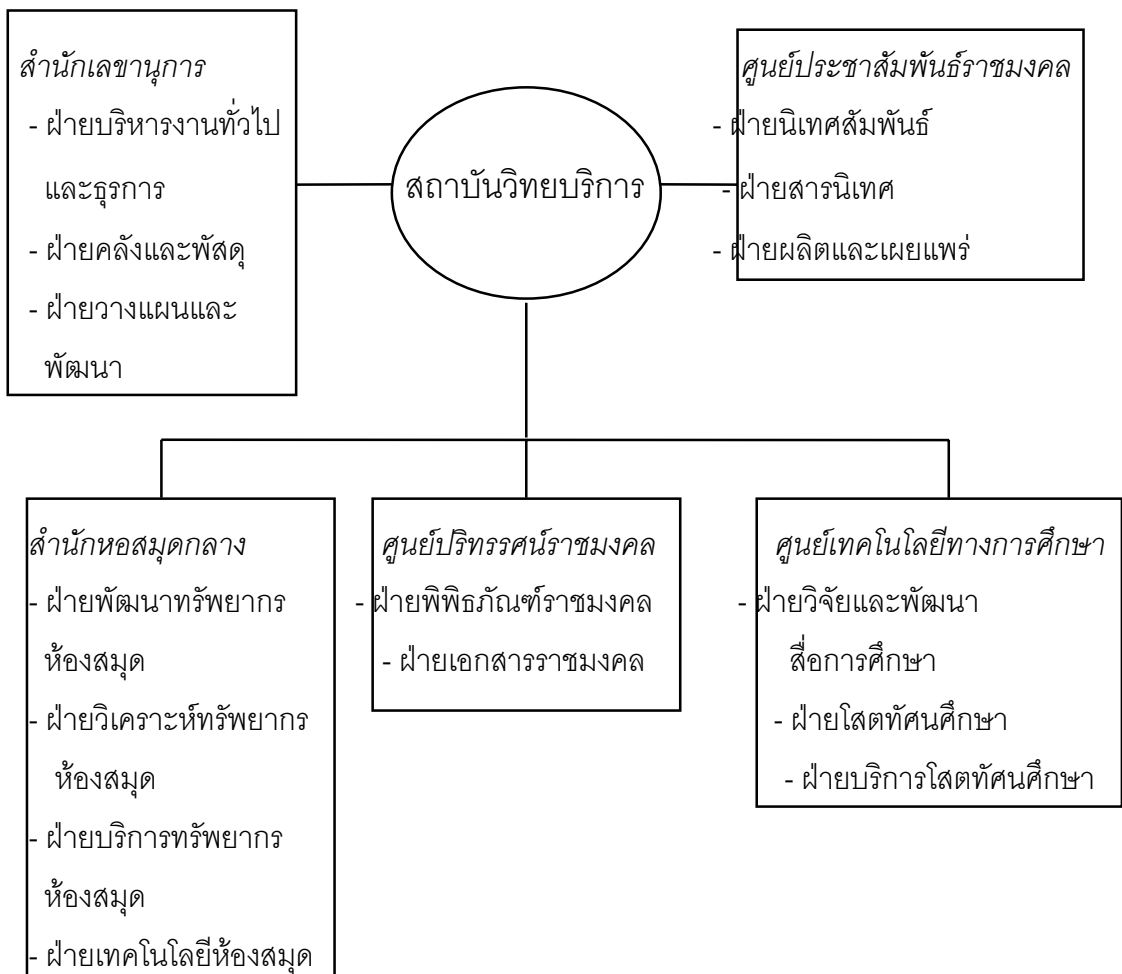 สำนักเลขานุการ
- ฝ่ายบริหารงานทั่วไป
และธุรการ
- ฝ่ายคลังและพัสดุ
- ฝ่ายวางแผนและ
พัฒนา
สถาบันวิทยบริการ
ศูนย์ประชาสัมพันธ์ราชมงคล
- ฝ่ายนิเทศสัมพันธ์
- ฝ่ายสารนิเทศ
- ฝ่ายผลิตและเผยแพร่
สำนักหอสมุดกลาง
- ฝ่ายพัฒนาทรัพยากร
ห้องสมุด
- ฝ่ายวิเคราะห์ทรัพยากร
ห้องสมุด
- ฝ่ายบริการทรัพยากร
ห้องสมุด
- ฝ่ายเทคโนโลยีห้องสมุด
ศูนย์ปริทรรศน์ราชมงคล
- ฝ่ายพิพิธภัณฑ์ราชมงคล
- ฝ่ายเอกสารราชมงคล
ศูนย์เทคโนโลยีทางการศึกษา
- ฝ่ายวิจัยและพัฒนา
สื่อการศึกษา
- ฝ่ายโสตทัศนศึกษา
- ฝ่ายบริการโสตทัศนศึกษา